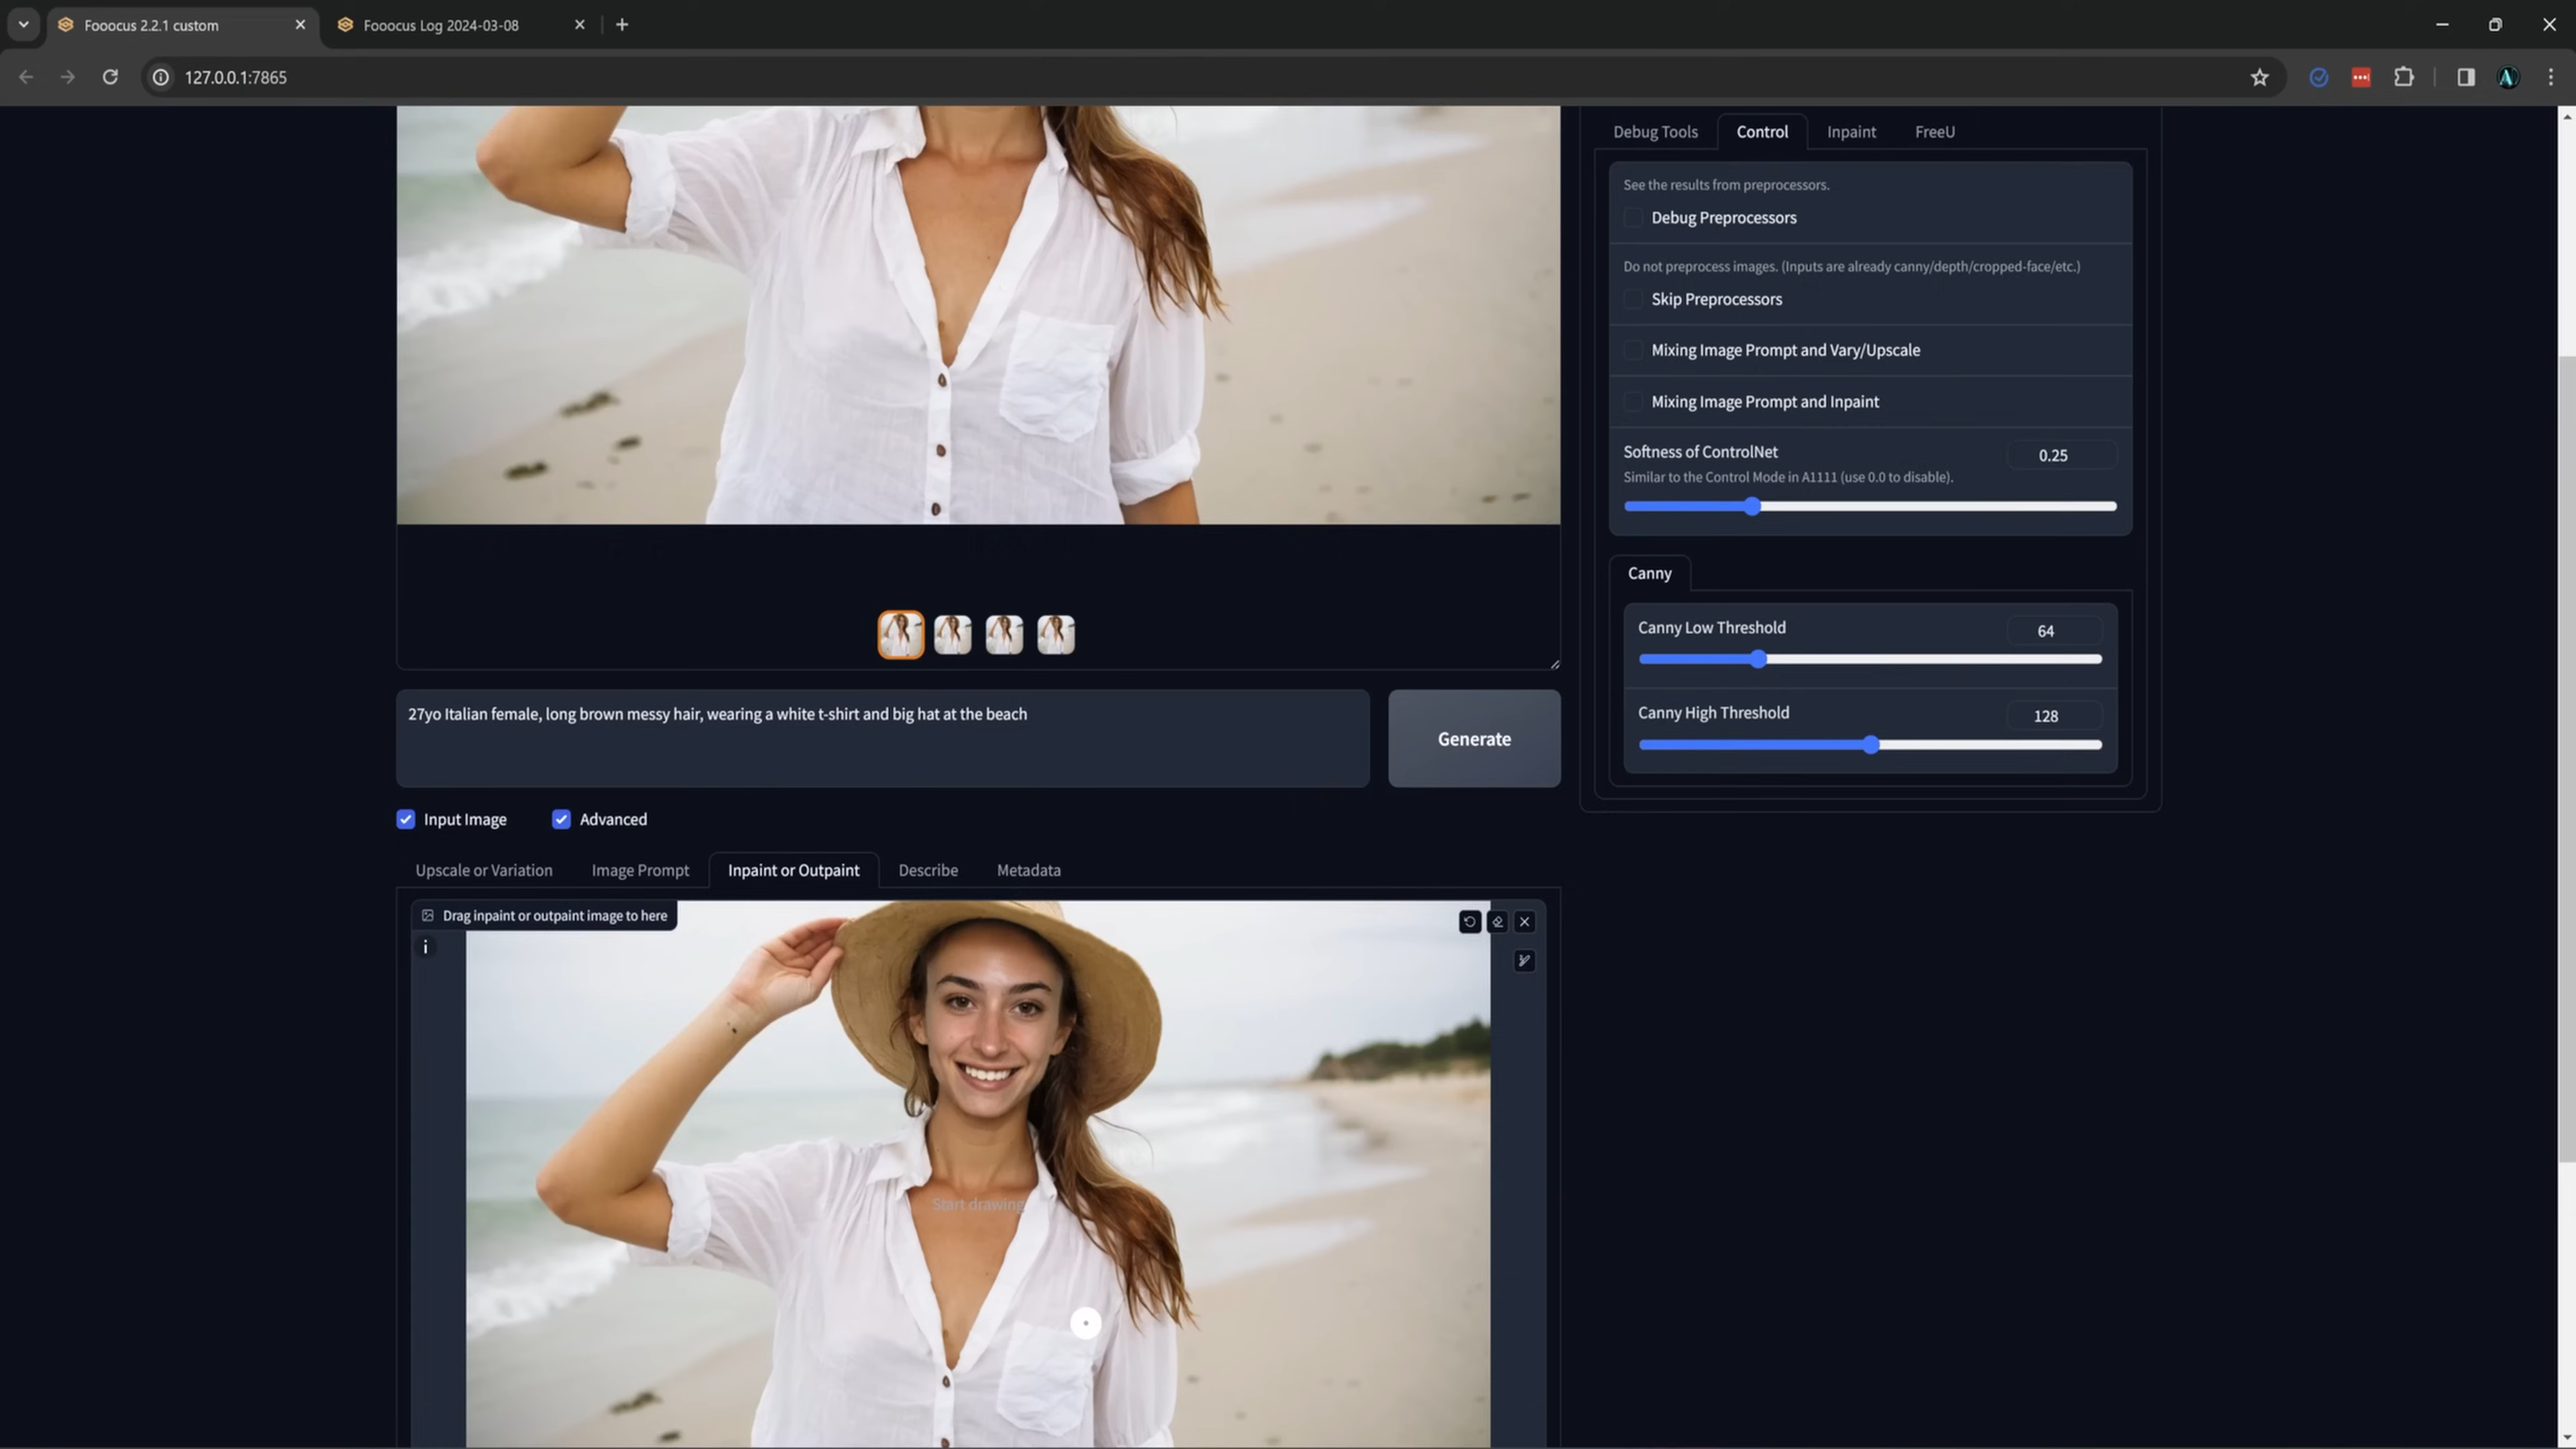 Fooocus 2.2.1 custom
Fooocus Log 2024-03-08
127.0.0.1:7865
Debug Tools
Control
Inpaint
FreeU
See the results from preprocessors.
Debug Preprocessors
Do not preprocess images. (Inputs are already canny/depth/cropped-face/etc.)
Skip Preprocessors
Mixing Image Prompt and Vary/Upscale
Mixing Image Prompt and Inpaint
Softness of ControlNet
0.25
Similar to the Control Mode in A1111 (use 0.0 to disable).
Canny
Canny Low Threshold
64
Canny High Threshold
128
27yo Italian female, long brown messy hair, wearing a white t-shirt and big hat at the beach
Generate
Input Image
Advanced
Upscale or Variation
Image Prompt
Inpaint or Outpaint
Describe
Metadata
Drag inpaint or outpaint image to here
i
Start drawing